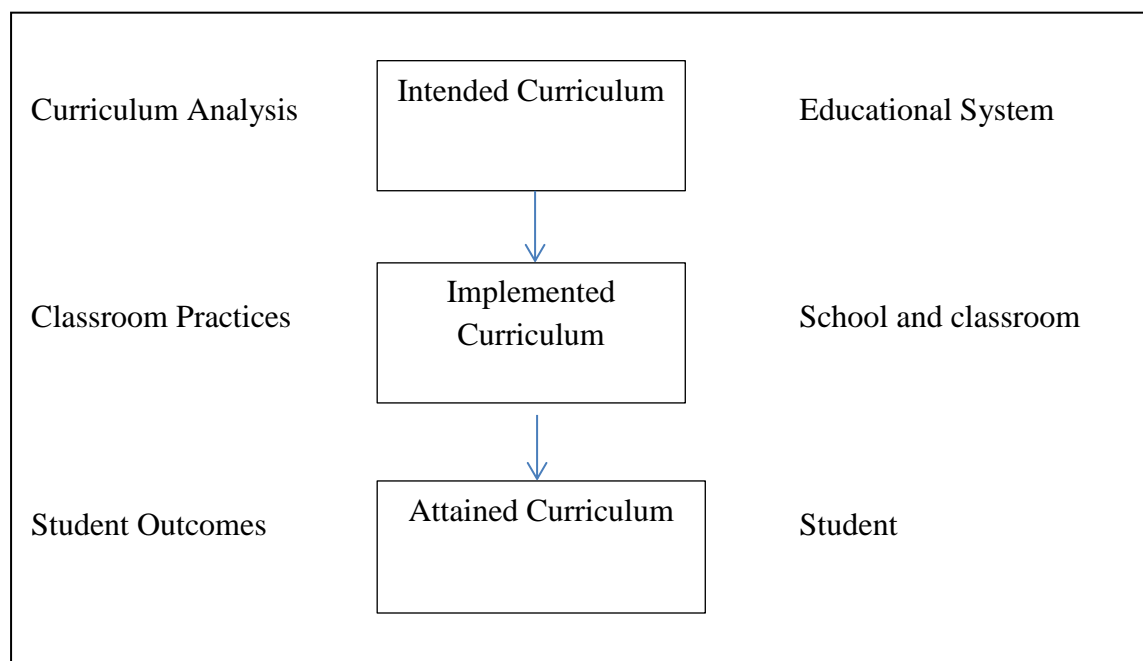 Curriculum Analysis
Intended Curriculum
Educational System
Classroom Practices
Implemented
Curriculum
School and classroom
Student Outcomes
Attained Curriculum
Student